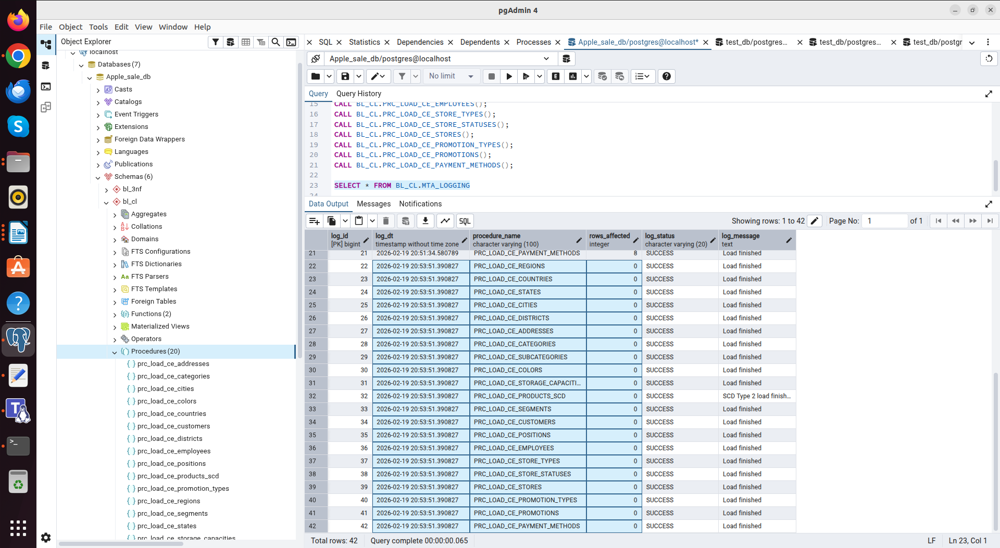 pgAdmin 4
File Object Tools Edit View Window Help
Object Explorer
SQL Statistics Dependencies Dependents Processes Apple_sale_db/postgres@localhost* test_db/postgres... test_db/postgres... test_db/postgr
localhost
Databases (7)
Apple_sale_db
Casts
Catalogs
Event Triggers
Extensions
Foreign Data Wrappers
Languages
Publications
Schemas (6)
bl_3nf
bl_cl
Aggregates
Collations
Domains
FTS Configurations
FTS Dictionaries
FTS Parsers
FTS Templates
Foreign Tables
Functions (2)
Materialized Views
Operators
Procedures (20)
prc_load_ce_addresses
prc_load_ce_categories
prc_load_ce_cities
prc_load_ce_colors
prc_load_ce_countries
prc_load_ce_customers
prc_load_ce_districts
prc_load_ce_employees
prc_load_ce_positions
prc_load_ce_products_scd
prc_load_ce_promotion_types
prc_load_ce_regions
prc_load_ce_segments
prc_load_ce_states
prc_load_ce_storage_capacities
Apple_sale_db/postgres@localhost
No limit
Query Query History
15 CALL BL_CL.PRC_LOAD_CE_EMPLOYEES();
16 CALL BL_CL.PRC_LOAD_CE_STORE_TYPES();
17 CALL BL_CL.PRC_LOAD_CE_STORE_STATUSES();
18 CALL BL_CL.PRC_LOAD_CE_STORES();
19 CALL BL_CL.PRC_LOAD_CE_PROMOTION_TYPES();
20 CALL BL_CL.PRC_LOAD_CE_PROMOTIONS();
21 CALL BL_CL.PRC_LOAD_CE_PAYMENT_METHODS();
22
23 SELECT * FROM BL_CL.MTA_LOGGING
24
Data Output Messages Notifications
SQL Showing rows: 1 to 42 Page No: 1 of 1
log_id log_dt procedure_name rows_affected log_status log_message
[PK] bigint timestamp without time zone character varying (100) integer character varying (20) text
21 21 2026-02-19 20:51:34.580789 PRC_LOAD_CE_PAYMENT_METHODS 8 SUCCESS Load finished
22 22 2026-02-19 20:53:51.390827 PRC_LOAD_CE_REGIONS 0 SUCCESS Load finished
23 23 2026-02-19 20:53:51.390827 PRC_LOAD_CE_COUNTRIES 0 SUCCESS Load finished
24 24 2026-02-19 20:53:51.390827 PRC_LOAD_CE_STATES 0 SUCCESS Load finished
25 25 2026-02-19 20:53:51.390827 PRC_LOAD_CE_CITIES 0 SUCCESS Load finished
26 26 2026-02-19 20:53:51.390827 PRC_LOAD_CE_DISTRICTS 0 SUCCESS Load finished
27 27 2026-02-19 20:53:51.390827 PRC_LOAD_CE_ADDRESSES 0 SUCCESS Load finished
28 28 2026-02-19 20:53:51.390827 PRC_LOAD_CE_CATEGORIES 0 SUCCESS Load finished
29 29 2026-02-19 20:53:51.390827 PRC_LOAD_CE_SUBCATEGORIES 0 SUCCESS Load finished
30 30 2026-02-19 20:53:51.390827 PRC_LOAD_CE_COLORS 0 SUCCESS Load finished
31 31 2026-02-19 20:53:51.390827 PRC_LOAD_CE_STORAGE_CAPACITI... 0 SUCCESS Load finished
32 32 2026-02-19 20:53:51.390827 PRC_LOAD_CE_PRODUCTS_SCD 0 SUCCESS SCD Type 2 load finish...
33 33 2026-02-19 20:53:51.390827 PRC_LOAD_CE_SEGMENTS 0 SUCCESS Load finished
34 34 2026-02-19 20:53:51.390827 PRC_LOAD_CE_CUSTOMERS 0 SUCCESS Load finished
35 35 2026-02-19 20:53:51.390827 PRC_LOAD_CE_POSITIONS 0 SUCCESS Load finished
36 36 2026-02-19 20:53:51.390827 PRC_LOAD_CE_EMPLOYEES 0 SUCCESS Load finished
37 37 2026-02-19 20:53:51.390827 PRC_LOAD_CE_STORE_TYPES 0 SUCCESS Load finished
38 38 2026-02-19 20:53:51.390827 PRC_LOAD_CE_STORE_STATUSES 0 SUCCESS Load finished
39 39 2026-02-19 20:53:51.390827 PRC_LOAD_CE_STORES 0 SUCCESS Load finished
40 40 2026-02-19 20:53:51.390827 PRC_LOAD_CE_PROMOTION_TYPES 0 SUCCESS Load finished
41 41 2026-02-19 20:53:51.390827 PRC_LOAD_CE_PROMOTIONS 0 SUCCESS Load finished
42 42 2026-02-19 20:53:51.390827 PRC_LOAD_CE_PAYMENT_METHODS 0 SUCCESS Load finished
Total rows: 42 Query complete 00:00:00.065 LF Ln 23, Col 1